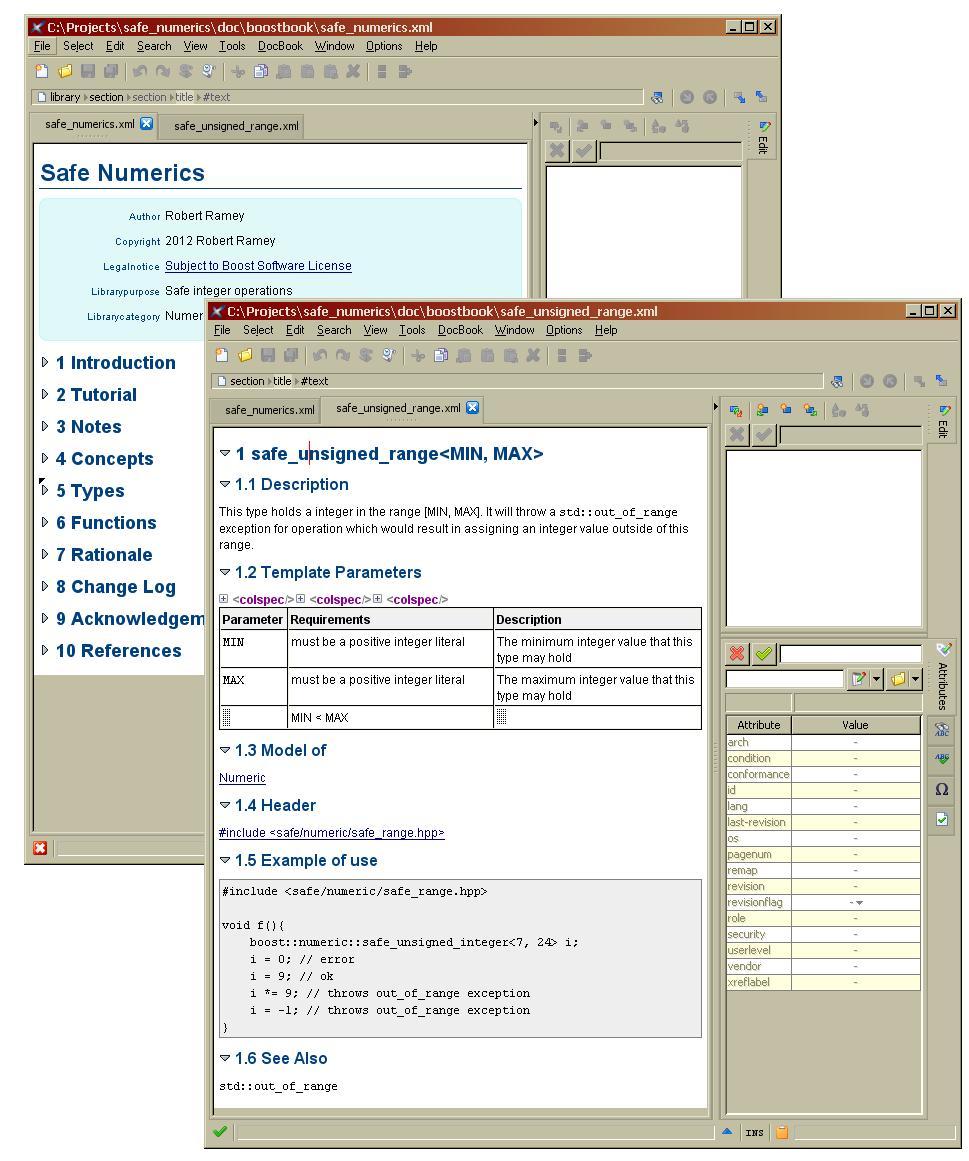 C:\Projects\safe_numerics\doc\boostbook\safe_numerics.xml
File Select Edit Search View Tools DocBook Window Options Help
library section section title #text
safe_numerics.xml safe_unsigned_range.xml
Edit
Safe Numerics
Author Robert Ramey
Copyright 2012 Robert Ramey
Legalnotice Subject to Boost Software License
Librarypurpose Safe integer operations
Librarycategory Numer
1 Introduction
2 Tutorial
3 Notes
4 Concepts
5 Types
6 Functions
7 Rationale
8 Change Log
9 Acknowledgem
10 References
C:\Projects\safe_numerics\doc\boostbook\safe_unsigned_range.xml
File Select Edit Search View Tools DocBook Window Options Help
section title #text
safe_numerics.xml safe_unsigned_range.xml
Edit
1 safe_unsigned_range<MIN, MAX>
1.1 Description
This type holds a integer in the range [MIN, MAX]. It will throw a std::out_of_range
exception for operation which would result in assigning an integer value outside of this
range.
1.2 Template Parameters
<colspec/> <colspec/> <colspec/>
Parameter Requirements Description
MIN must be a positive integer literal The minimum integer value that this
type may hold
MAX must be a positive integer literal The maximum integer value that this
type may hold
MIN < MAX
1.3 Model of
Numeric
1.4 Header
#include <safe/numeric/safe_range.hpp>
1.5 Example of use
#include <safe/numeric/safe_range.hpp>
void f(){
boost::numeric::safe_unsigned_integer<7, 24> i;
i = 0; // error
i = 9; // ok
i *= 9; // throws out_of_range exception
i = -1; // throws out_of_range exception
}
1.6 See Also
std::out_of_range
Attributes
Attribute Value
arch -
condition -
conformance -
id -
lang -
last-revision -
os -
pagenum -
remap -
revision -
revisionflag -
role -
security -
userlevel -
vendor -
xreflabel -
ABC
ABC
Ω
INS